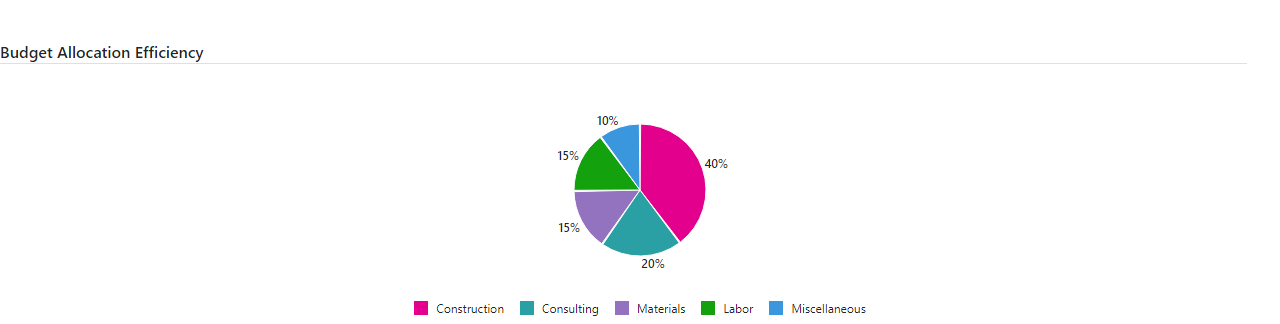 Budget Allocation Efficiency
10%
40%
15%
15%
20%
Construction Consulting Materials Labor Miscellaneous